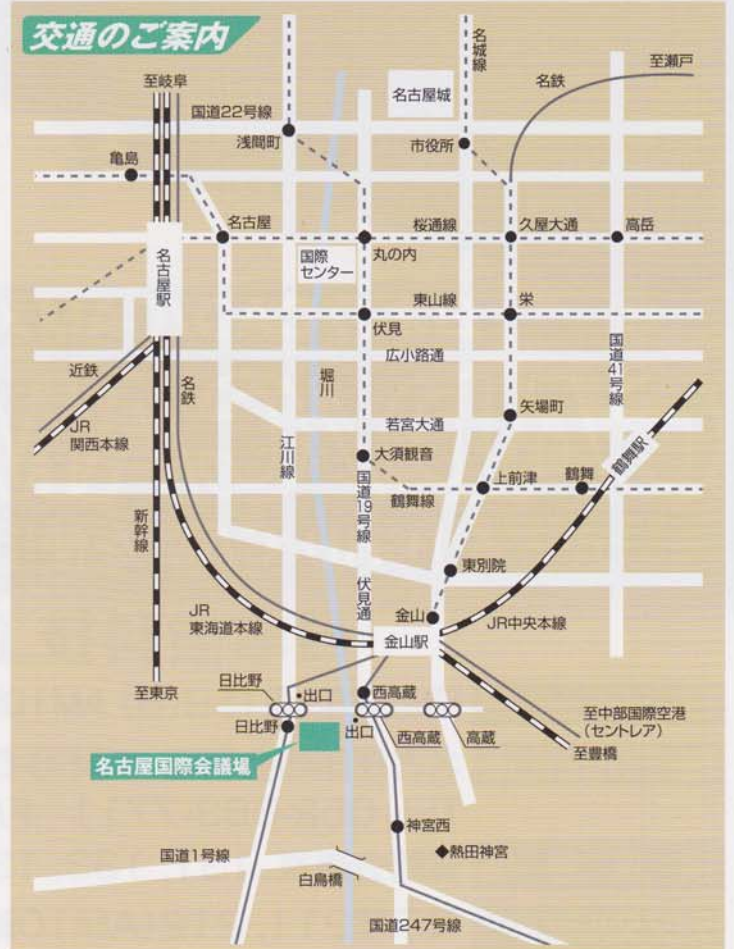 交通のご案内
至岐阜
国道22号線
名古屋城
名城線
名鉄
至瀬戸
浅間町
市役所
亀島
名古屋
桜通線
久屋大通
高岳
名古屋駅
国際
センター
丸の内
東山線
栄
伏見
広小路通
国道41号線
近鉄
名鉄
堀川
JR
関西本線
若宮大通
矢場町
江川線
大須観音
鶴舞駅
上前津
鶴舞
国道19号線
鶴舞線
新幹線
東別院
伏見通
JR
東海道本線
金山
JR中央本線
金山駅
至東京
日比野
出口
西高蔵
至中部国際空港
(セントレア)
日比野
出口
西高蔵
高蔵
至豊橋
名古屋国際会議場
神宮西
国道1号線
熱田神宮
白鳥橋
国道247号線